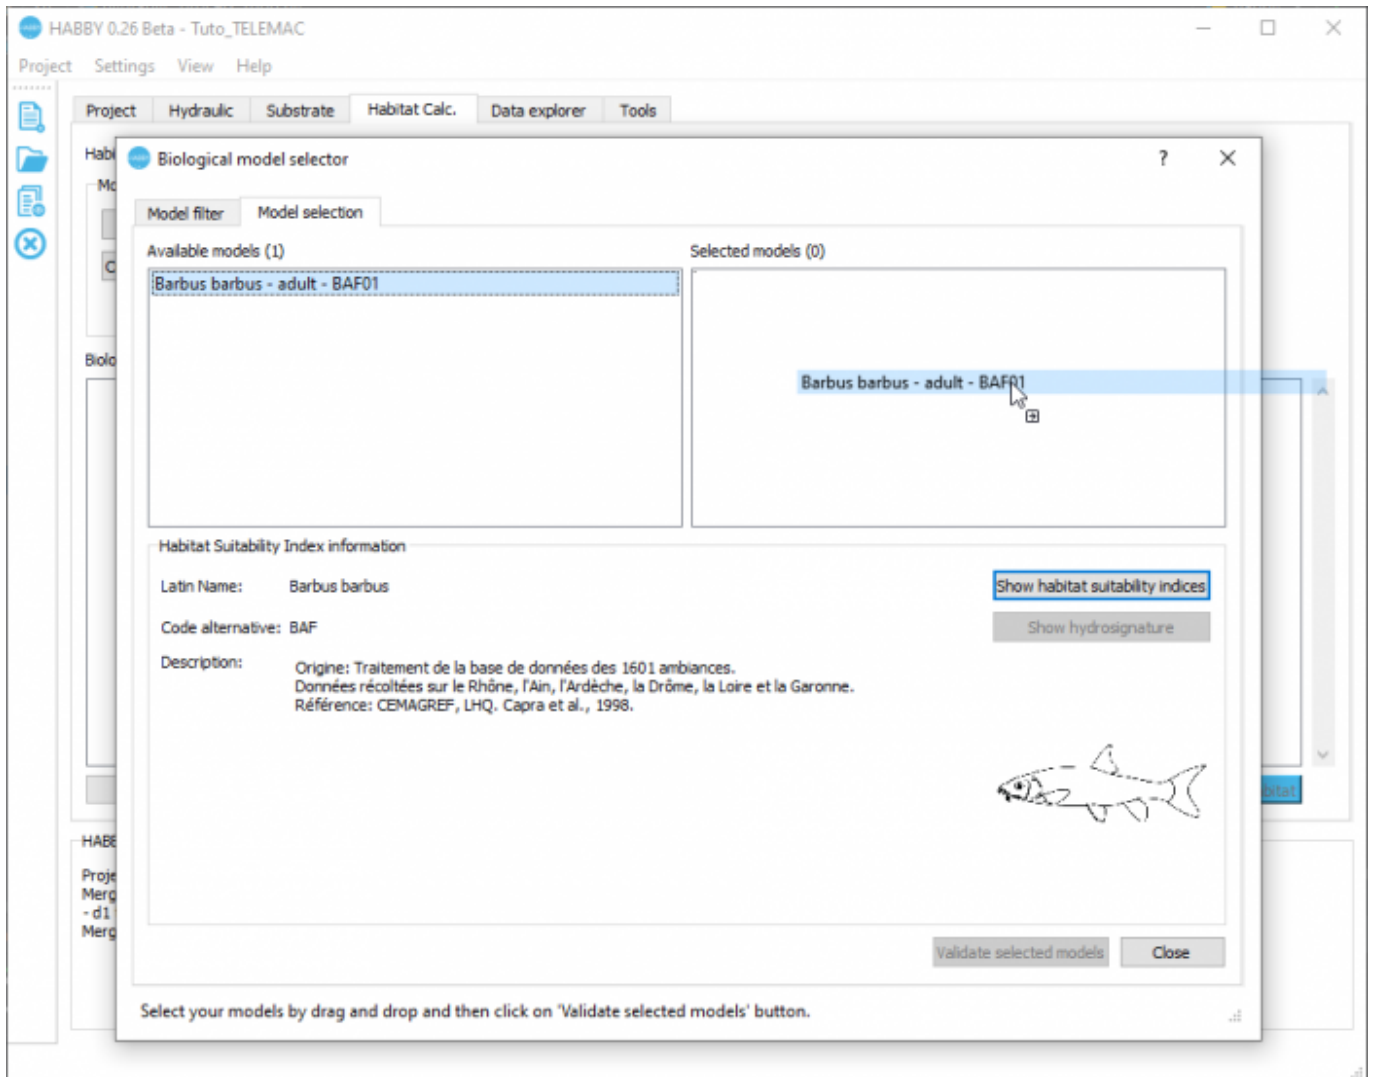 HABBY 0.26 Beta - Tuto_TELEMAC
Project Settings View Help
Project Hydraulic Substrate Habitat Calc. Data explorer Tools
Biological model selector
?
Model filter Model selection
Available models (1) Selected models (0)
Barbus barbus - adult - BAF01
Barbus barbus - adult - BAF01
Habitat Suitability Index information
Latin Name: Barbus barbus Show habitat suitability indices
Code alternative: BAF Show hydrosignature
Description: Origine: Traitement de la base de données des 1601 ambiances.
Données récoltées sur le Rhône, l'Ain, l'Ardèche, la Drôme, la Loire et la Garonne.
Référence: CEMAGREF, LHQ. Capra et al., 1998.
- d1
Validate selected models Close
Select your models by drag and drop and then click on 'Validate selected models' button.